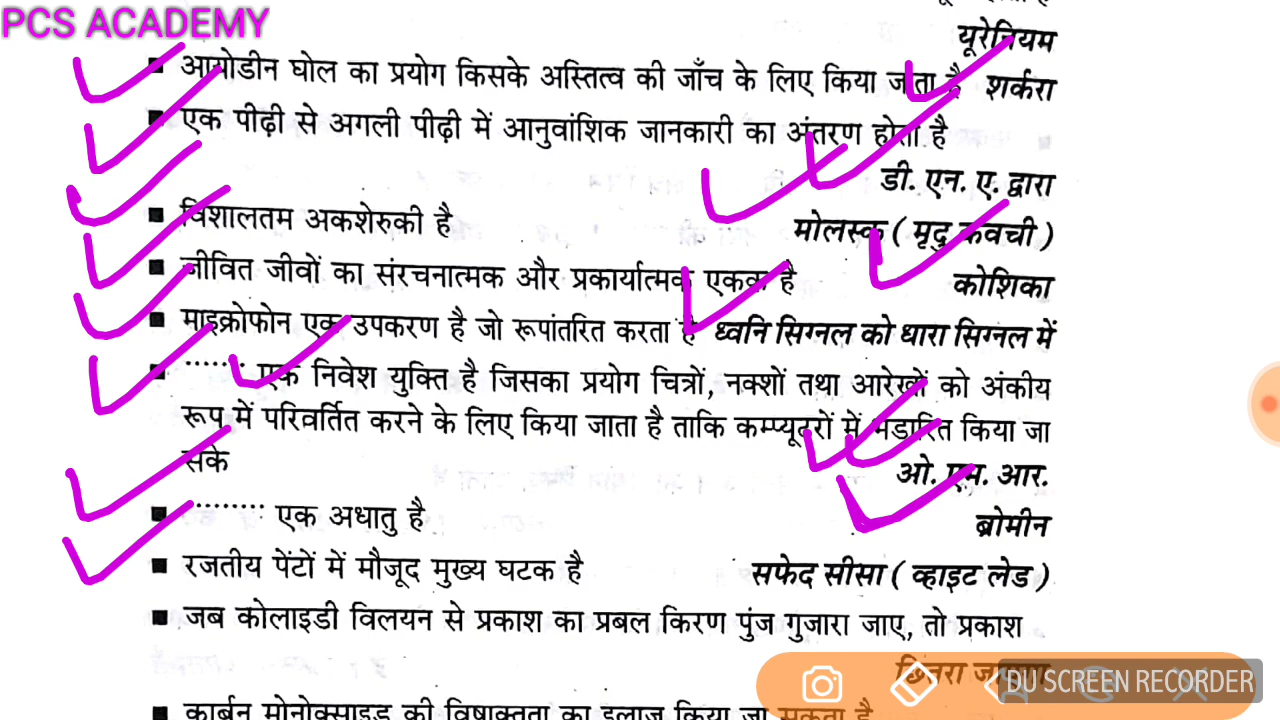 PCS ACADEMY
यूरेनियम
▪ आयोडीन घोल का प्रयोग किसके अस्तित्व की जाँच के लिए किया जाता है शर्करा
▪ एक पीढ़ी से अगली पीढ़ी में आनुवांशिक जानकारी का अंतरण होता है
डी. एन. ए. द्वारा
▪ विशालतम अकशेरुकी है मोलस्क ( मृदु कवची )
▪ जीवित जीवों का संरचनात्मक और प्रकार्यात्मक एकक है कोशिका
▪ माइक्रोफोन एक उपकरण है जो रूपांतरित करता है ध्वनि सिग्नल को धारा सिग्नल में
▪ ....... एक निवेश युक्ति है जिसका प्रयोग चित्रों, नक्शों तथा आरेखों को अंकीय
रूप में परिवर्तित करने के लिए किया जाता है ताकि कम्प्यूटरों में भंडारित किया जा
सके
ओ. एम. आर.
▪ ......... एक अधातु है ब्रोमीन
▪ रजतीय पेंटों में मौजूद मुख्य घटक है सफेद सीसा ( व्हाइट लेड )
▪ जब कोलाइडी विलयन से प्रकाश का प्रबल किरण पुंज गुजारा जाए, तो प्रकाश
छितरा जाएगा
DU SCREEN RECORDER
▪ कार्बन मोनोक्साइड की विषाक्तता का इलाज किया जा सकता है